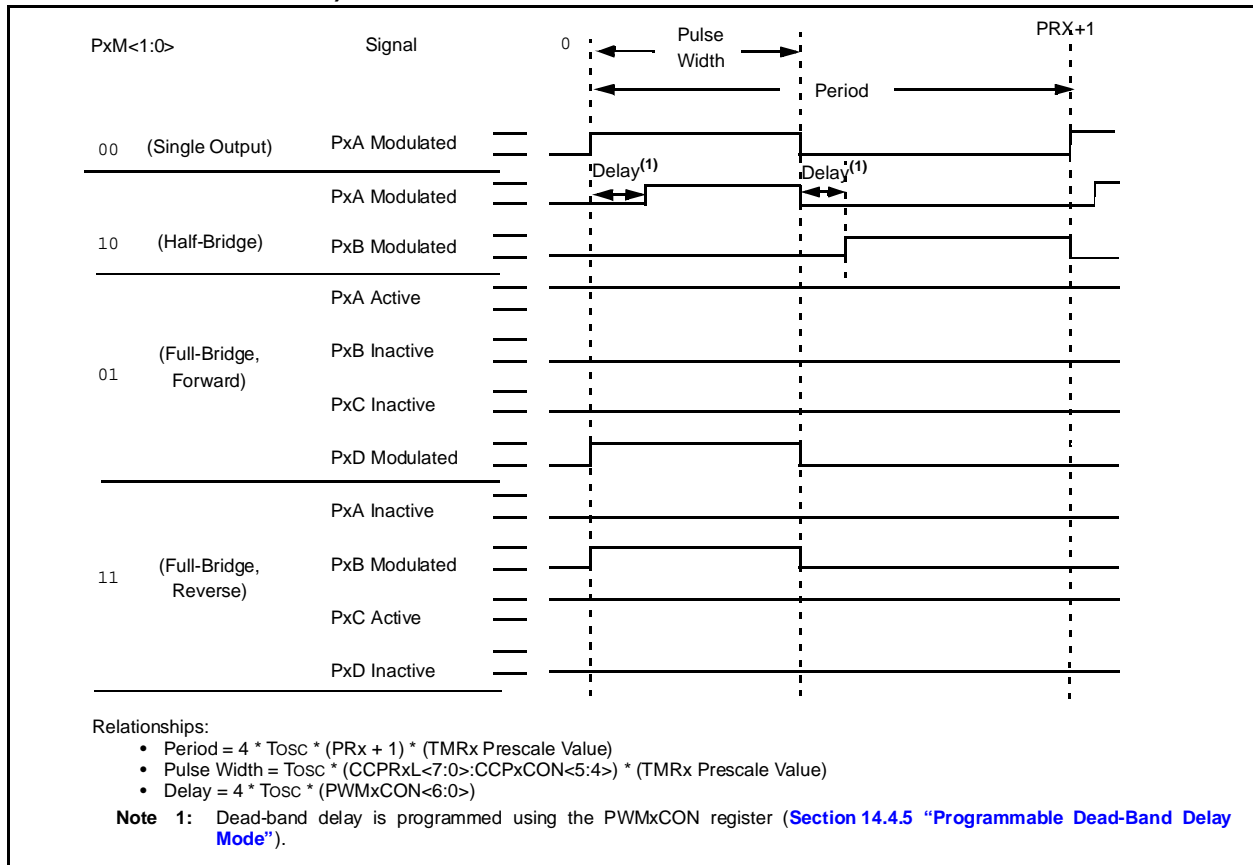 PxM<1:0>
Signal
0
Pulse
Width
PRX+1
Period
00 (Single Output) PxA Modulated
Delay(1) Delay(1)
PxA Modulated
10 (Half-Bridge) PxB Modulated
PxA Active
(Full-Bridge, PxB Inactive
01 Forward)
PxC Inactive
PxD Modulated
PxA Inactive
11 (Full-Bridge, PxB Modulated
Reverse)
PxC Active
PxD Inactive
Relationships:
• Period = 4 * TOSC * (PRx + 1) * (TMRx Prescale Value)
• Pulse Width = TOSC * (CCPRxL<7:0>:CCPxCON<5:4>) * (TMRx Prescale Value)
• Delay = 4 * TOSC * (PWMxCON<6:0>)
Note 1: Dead-band delay is programmed using the PWMxCON register (Section 14.4.5 “Programmable Dead-Band Delay
Mode”).